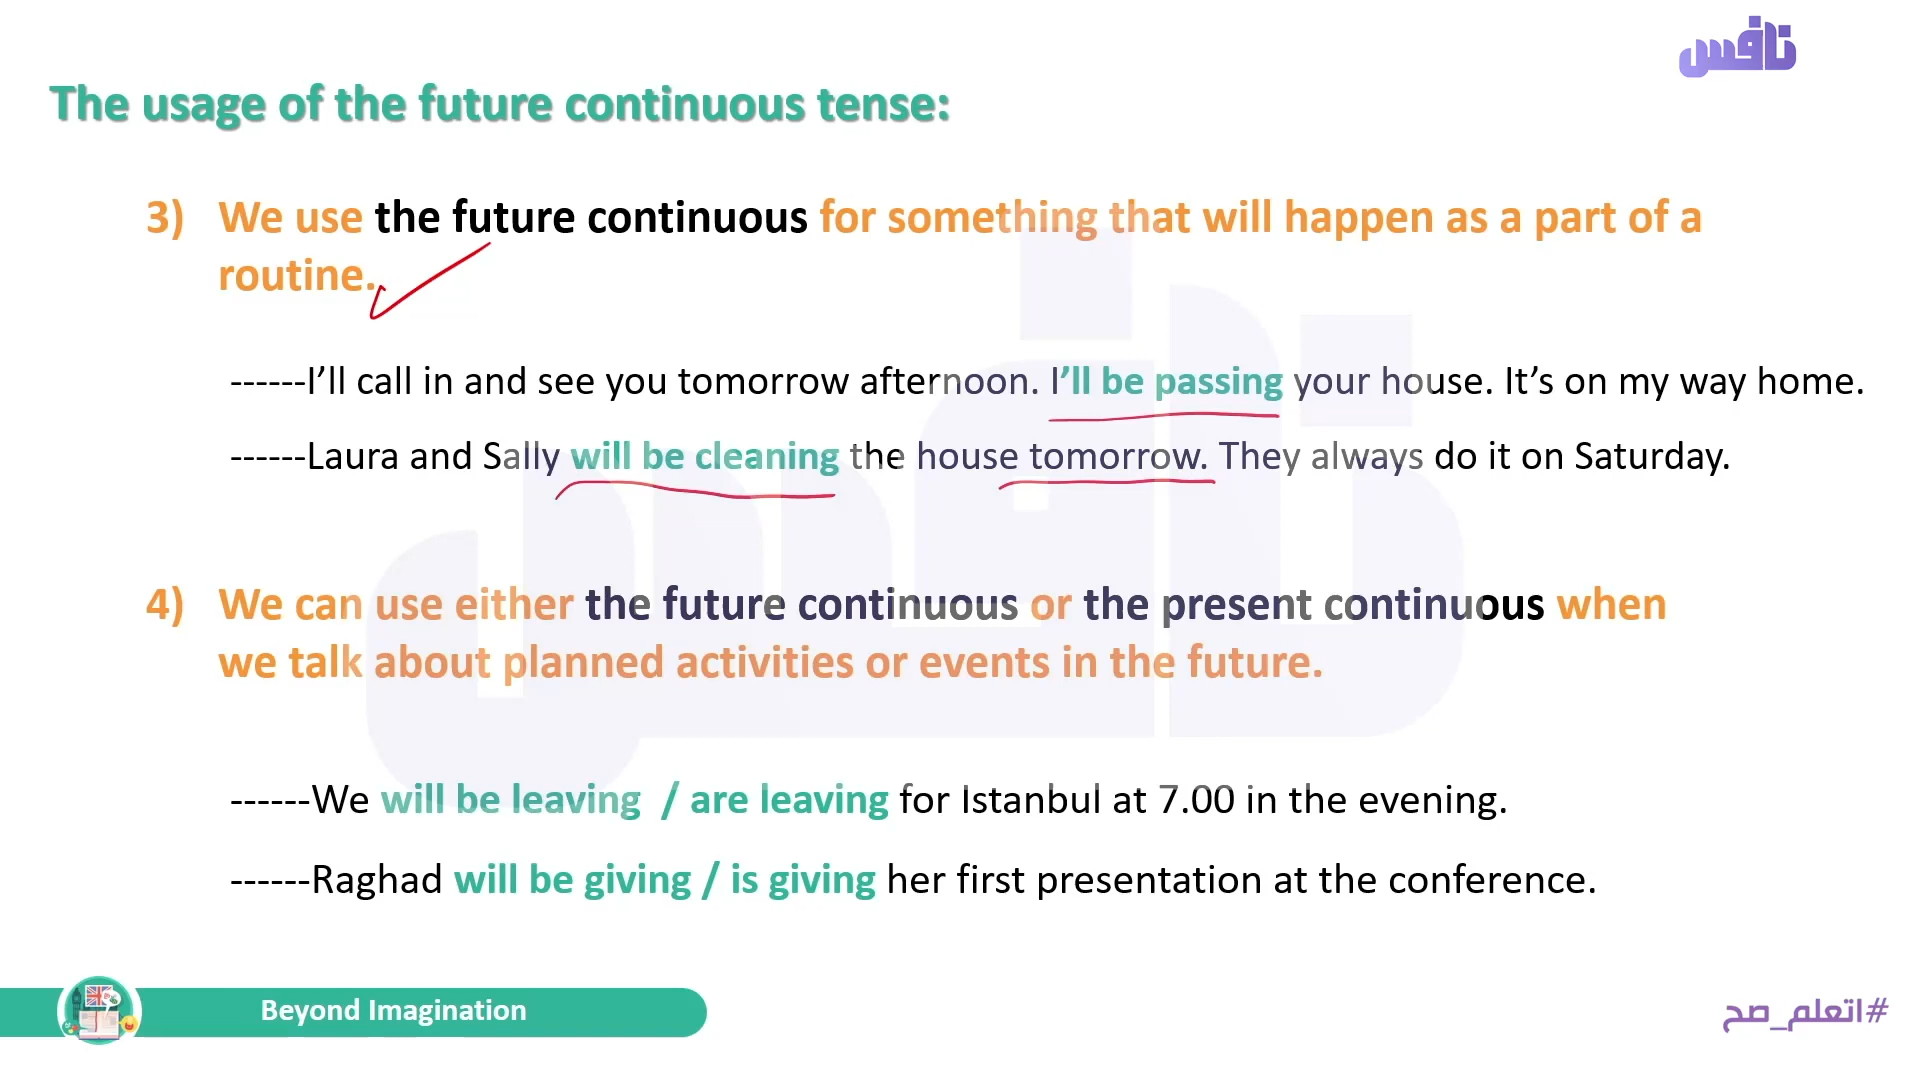 نافس
The usage of the future continuous tense:
3) We use the future continuous for something that will happen as a part of a
routine.
------I’ll call in and see you tomorrow afternoon. I’ll be passing your house. It’s on my way home.
------Laura and Sally will be cleaning the house tomorrow. They always do it on Saturday.
4) We can use either the future continuous or the present continuous when
we talk about planned activities or events in the future.
------We will be leaving / are leaving for Istanbul at 7.00 in the evening.
------Raghad will be giving / is giving her first presentation at the conference.
Beyond Imagination
#اتعلم_صح